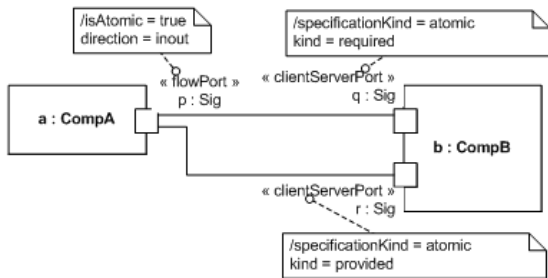 /isAtomic = true
direction = inout
/specificationKind = atomic
kind = required
« flowPort »
p : Sig
« clientServerPort »
q : Sig
a : CompA
b : CompB
« clientServerPort »
r : Sig
/specificationKind = atomic
kind = provided